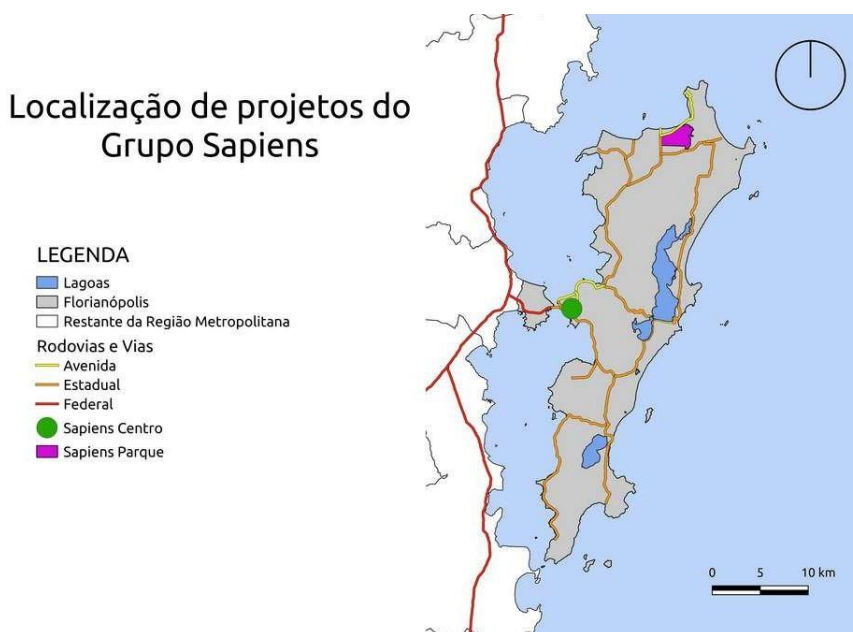 Localização de projetos do
Grupo Sapiens
LEGENDA
Lagoas
Florianópolis
Restante da Região Metropolitana
Rodovias e Vias
Avenida
Estadual
Federal
Sapiens Centro
Sapiens Parque
0 5 10 km